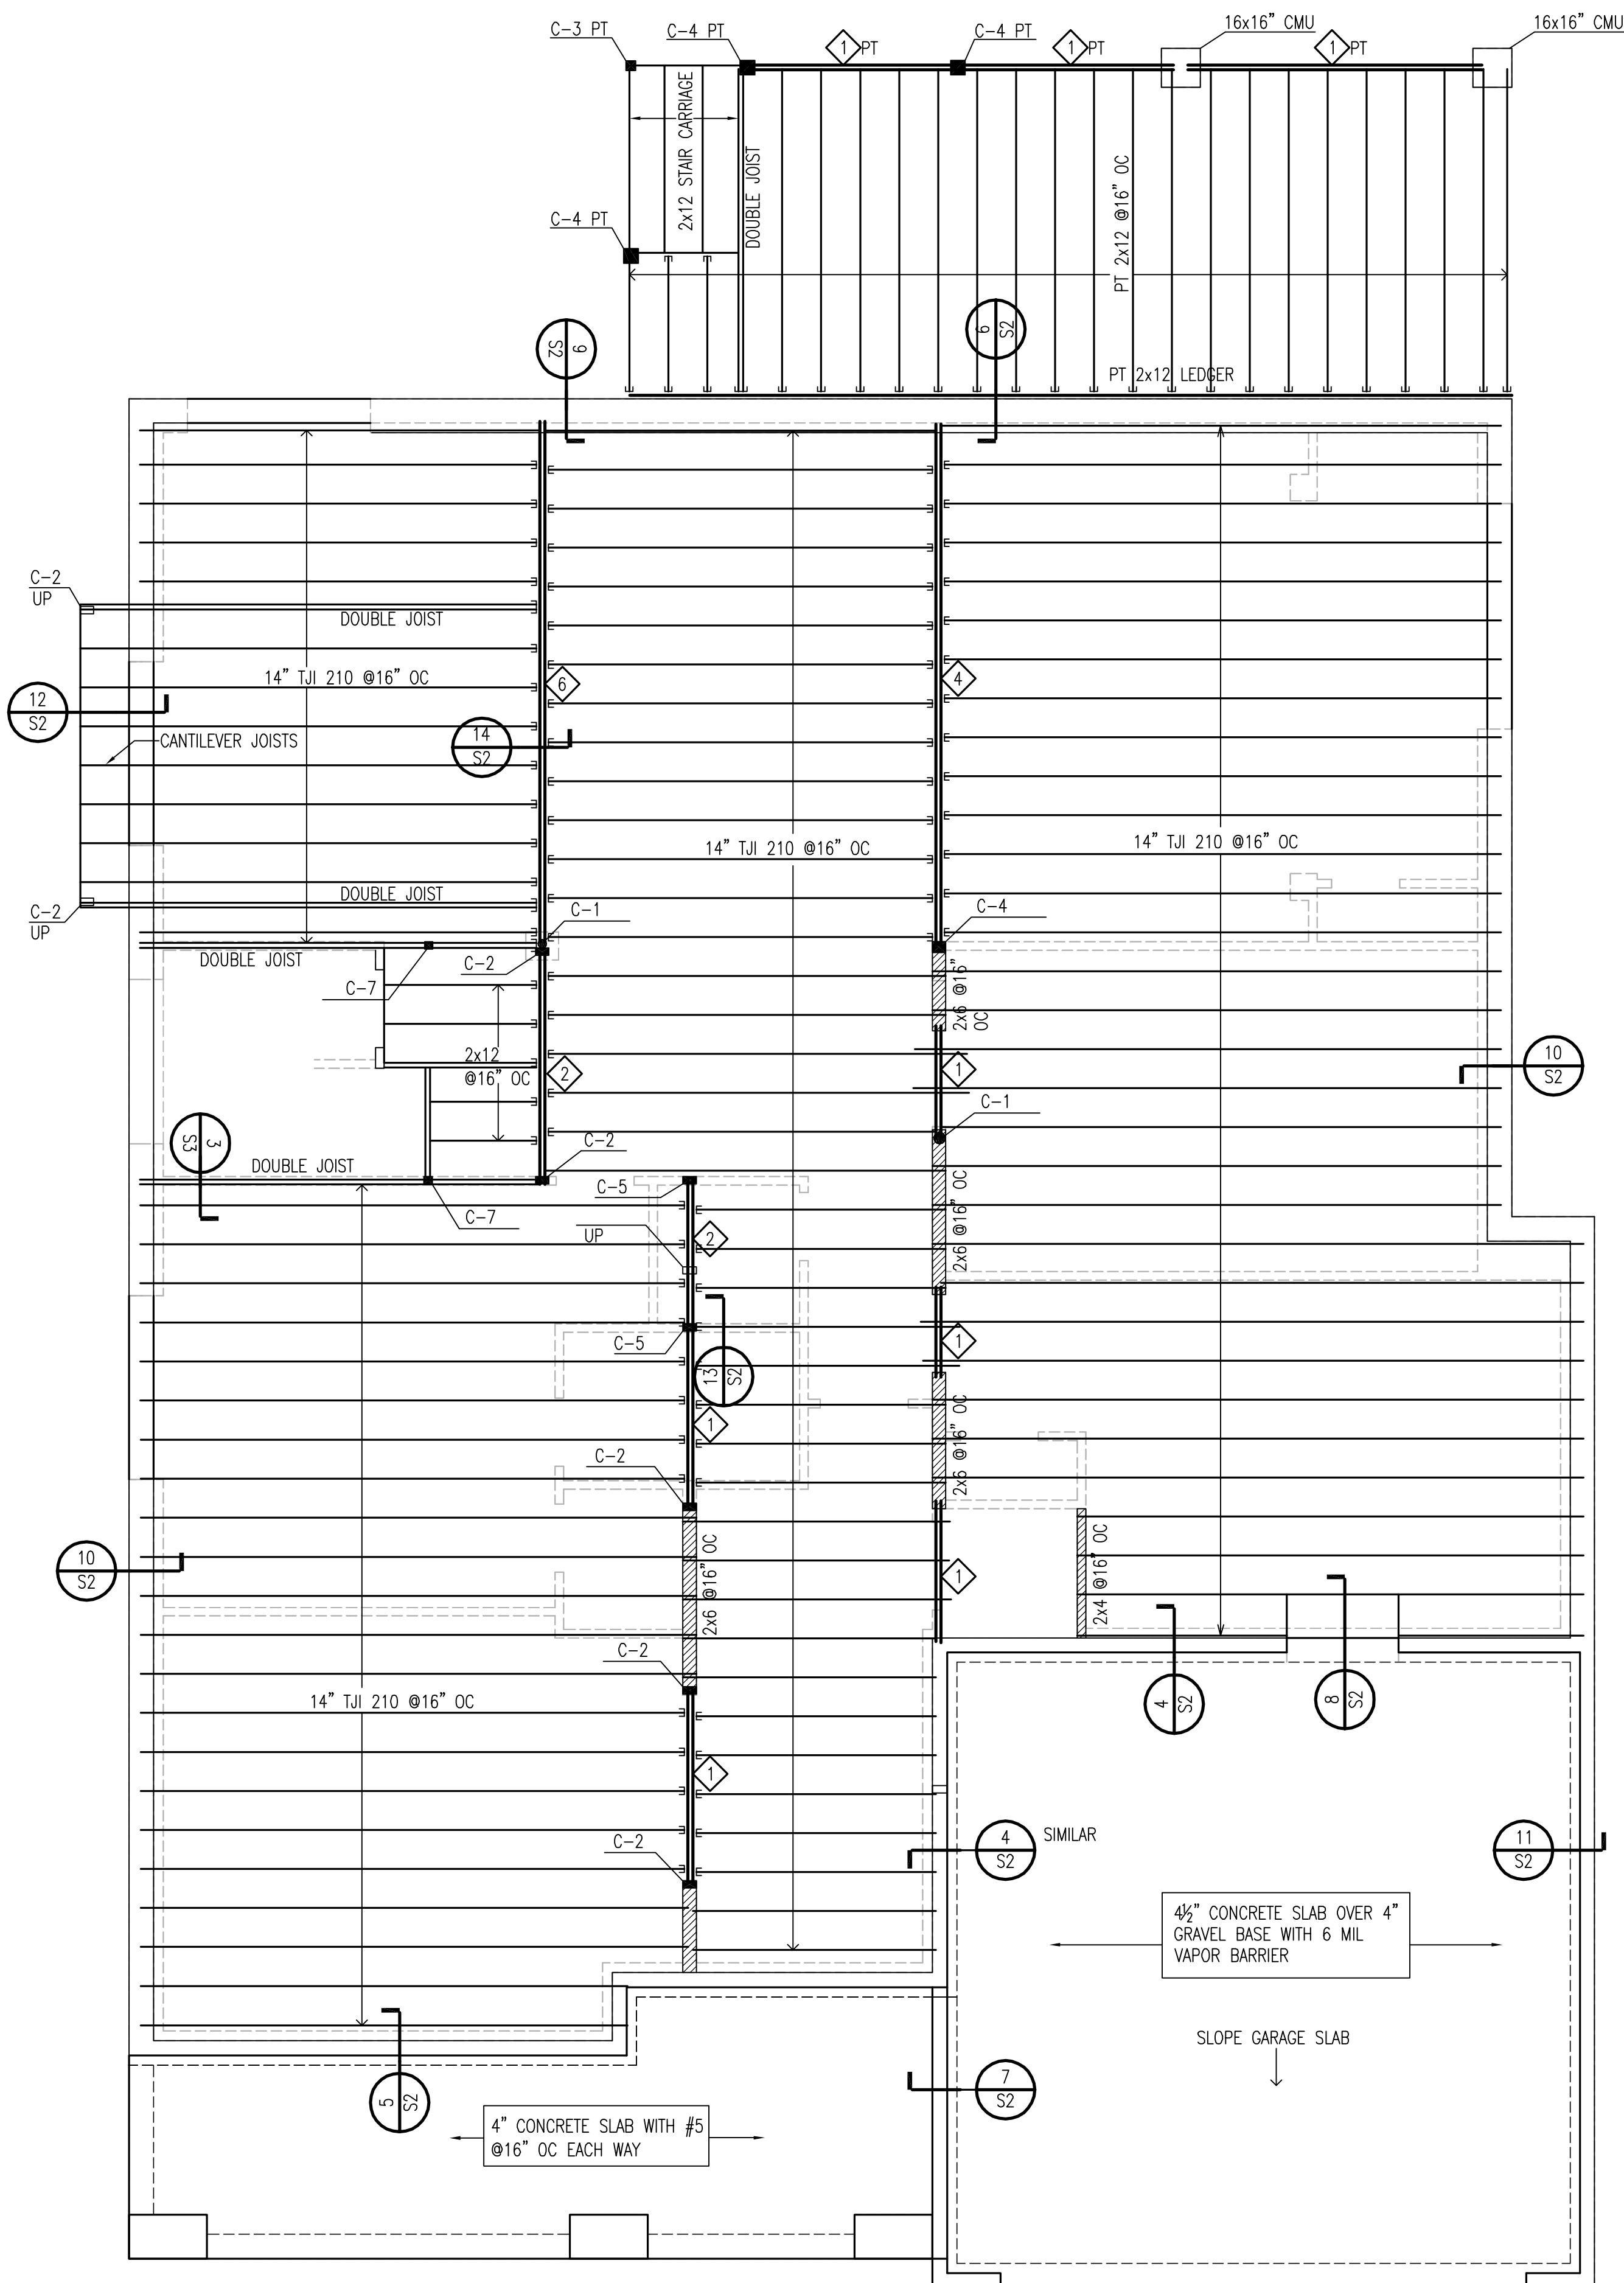 C-3 PT
C-4 PT
1
PT
C-4 PT
1
PT
16x16" CMU
1
PT
16x16" CMU
2x12 STAIR CARRIAGE
DOUBLE JOIST
PT 2x12 @16" OC
C-4 PT
9
S2
6
S2
PT 2x12 LEDGER
C-2
UP
DOUBLE JOIST
14" TJI 210 @16" OC
6
4
12
S2
14
S2
CANTILEVER JOISTS
14" TJI 210 @16" OC
14" TJI 210 @16" OC
DOUBLE JOIST
C-2
UP
C-1
C-4
DOUBLE JOIST
C-2
C-7
2x6 @16"
OC
2x12
@16" OC
2
1
10
S2
C-1
3
S3
C-2
DOUBLE JOIST
C-5
C-7
2x6 @16" OC
UP
2
C-5
1
13
S2
1
2x6 @16" OC
C-2
10
S2
2x6 @16" OC
1
2x4 @16" OC
C-2
14" TJI 210 @16" OC
4
S2
8
S2
1
C-2
4
S2
SIMILAR
11
S2
4½" CONCRETE SLAB OVER 4"
GRAVEL BASE WITH 6 MIL
VAPOR BARRIER
SLOPE GARAGE SLAB
5
S2
7
S2
4" CONCRETE SLAB WITH #5
@16" OC EACH WAY